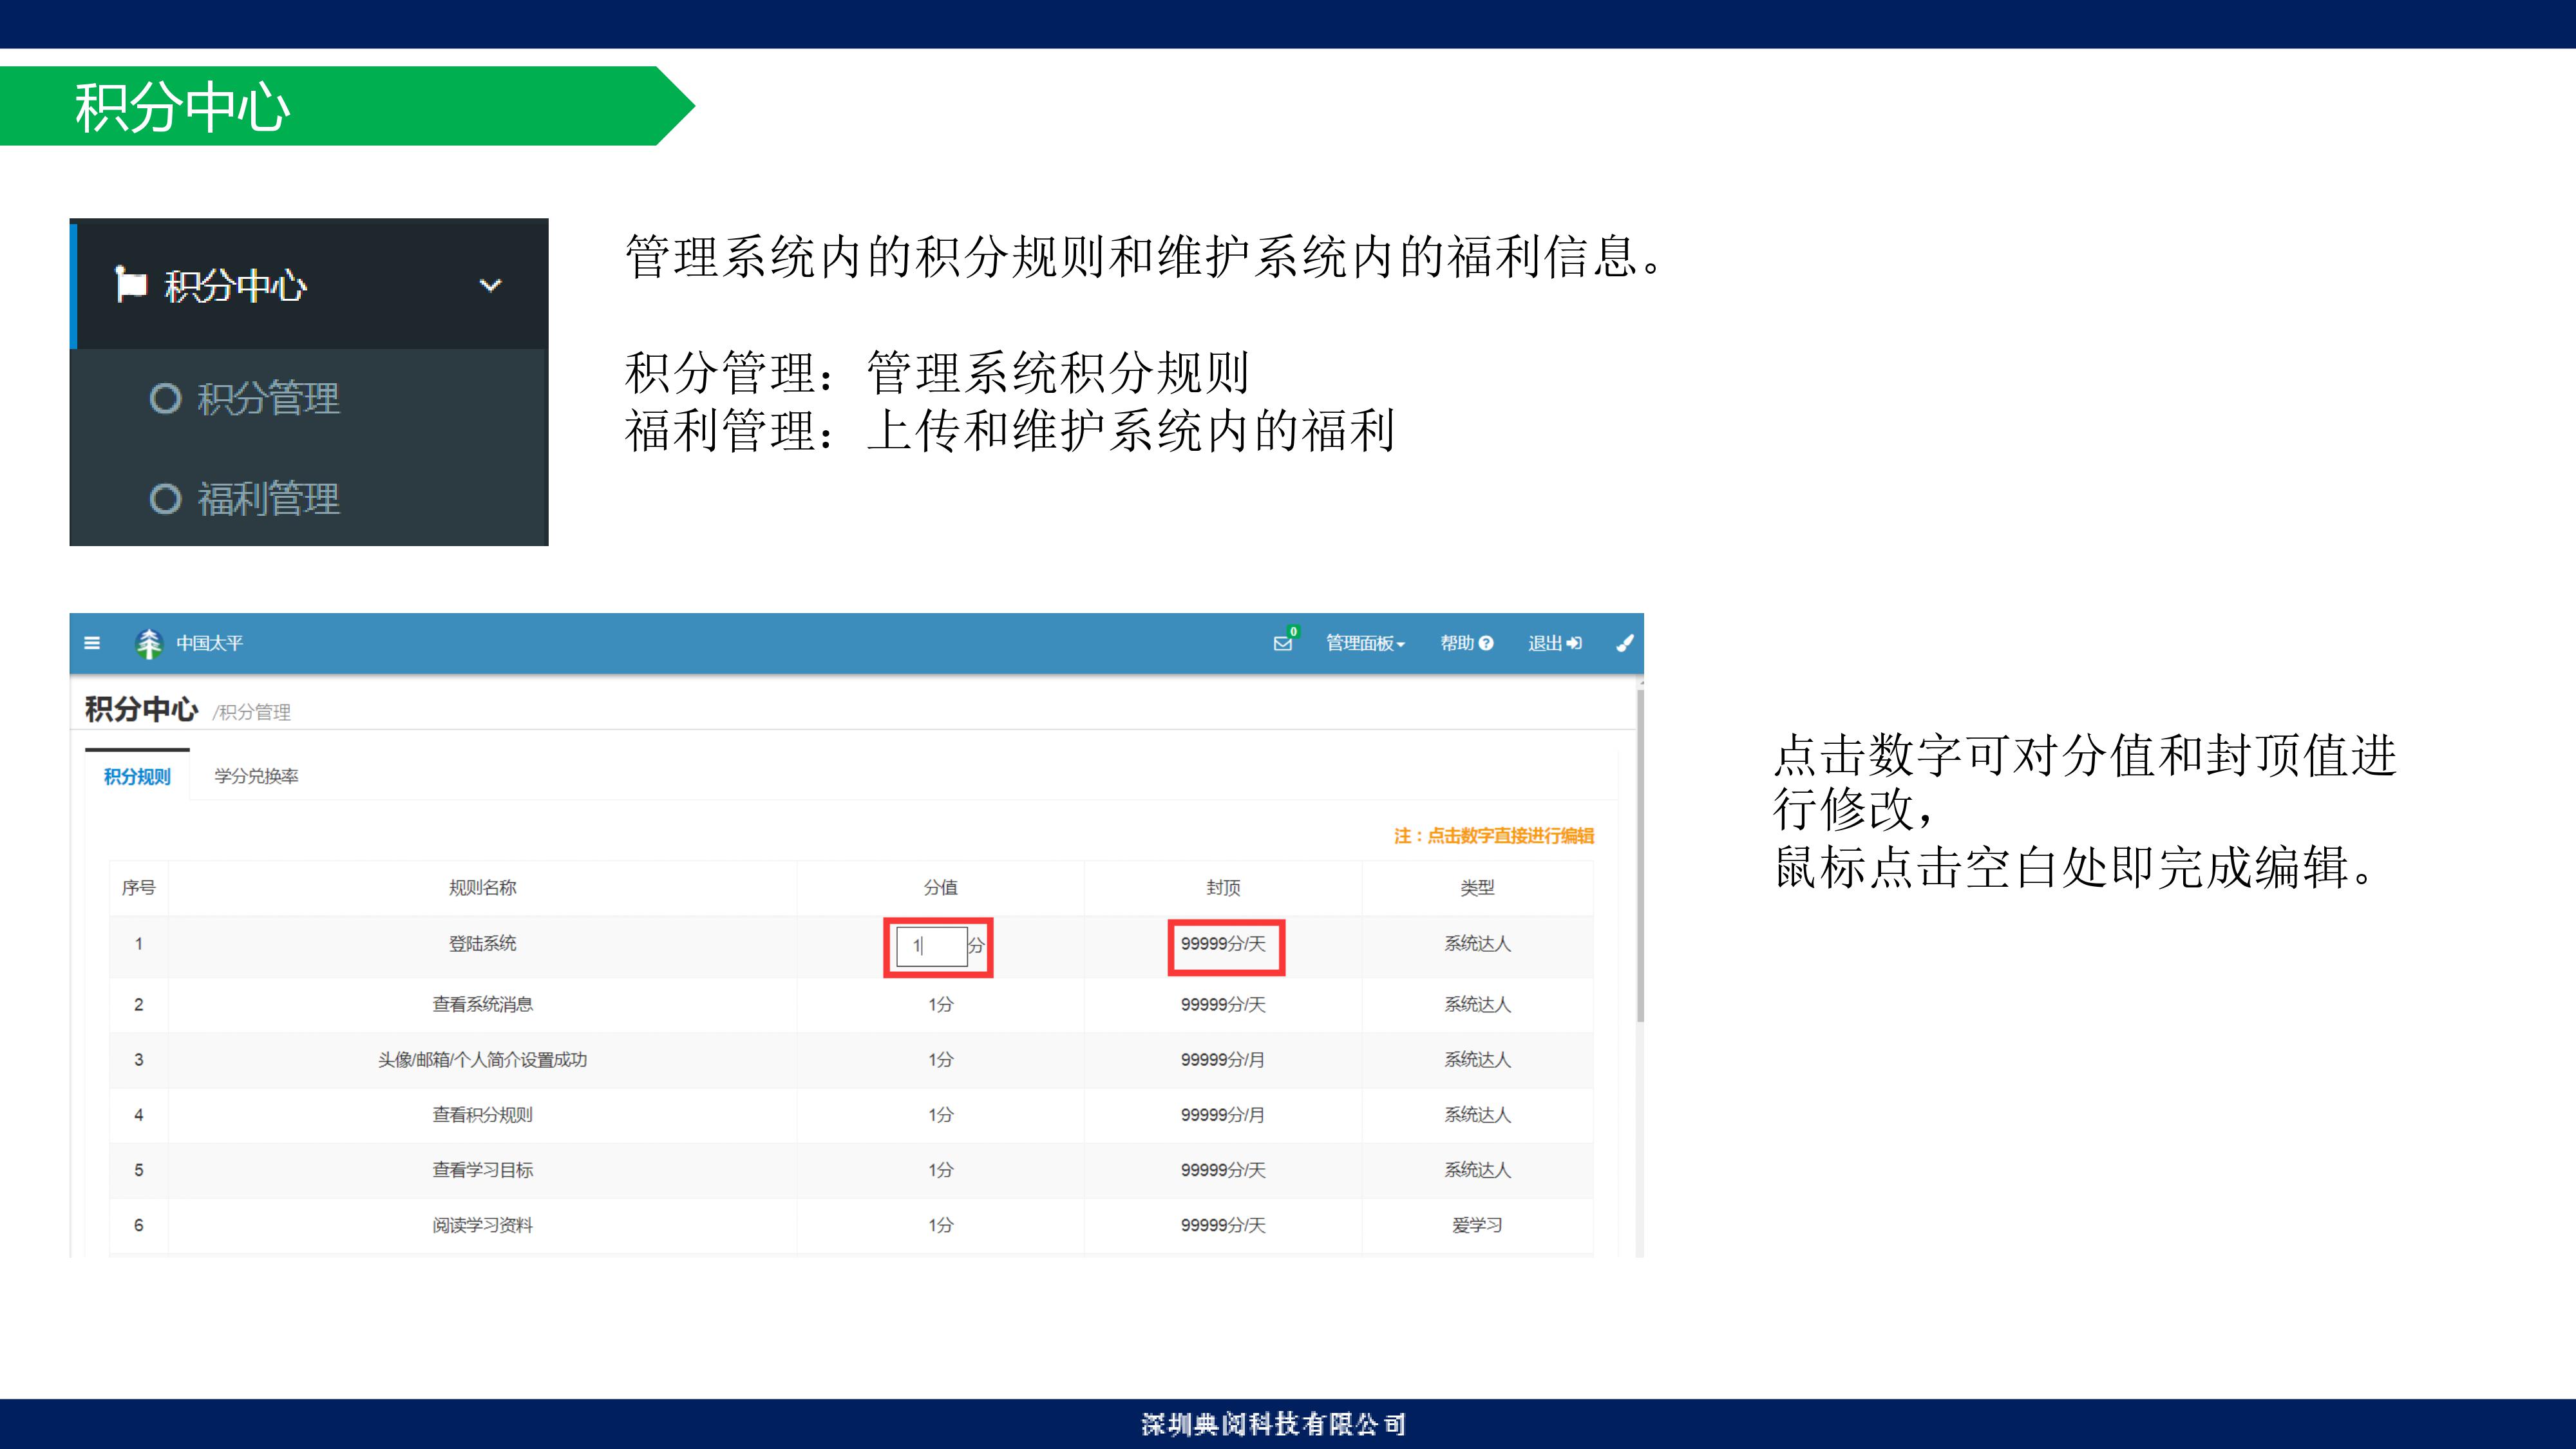 积分中心
积分中心
积分管理
福利管理
管理系统内的积分规则和维护系统内的福利信息。
积分管理：管理系统积分规则
福利管理：上传和维护系统内的福利
中国太平
0 管理面板 帮助 退出
积分中心 /积分管理
积分规则 学分兑换率
注：点击数字直接进行编辑
序号 规则名称 分值 封顶 类型
1 登陆系统 1 分 99999分/天 系统达人
2 查看系统消息 1分 99999分/天 系统达人
3 头像/邮箱/个人简介设置成功 1分 99999分/月 系统达人
4 查看积分规则 1分 99999分/月 系统达人
5 查看学习目标 1分 99999分/天 系统达人
6 阅读学习资料 1分 99999分/天 爱学习
点击数字可对分值和封顶值进
行修改，
鼠标点击空白处即完成编辑。
深圳典阅科技有限公司